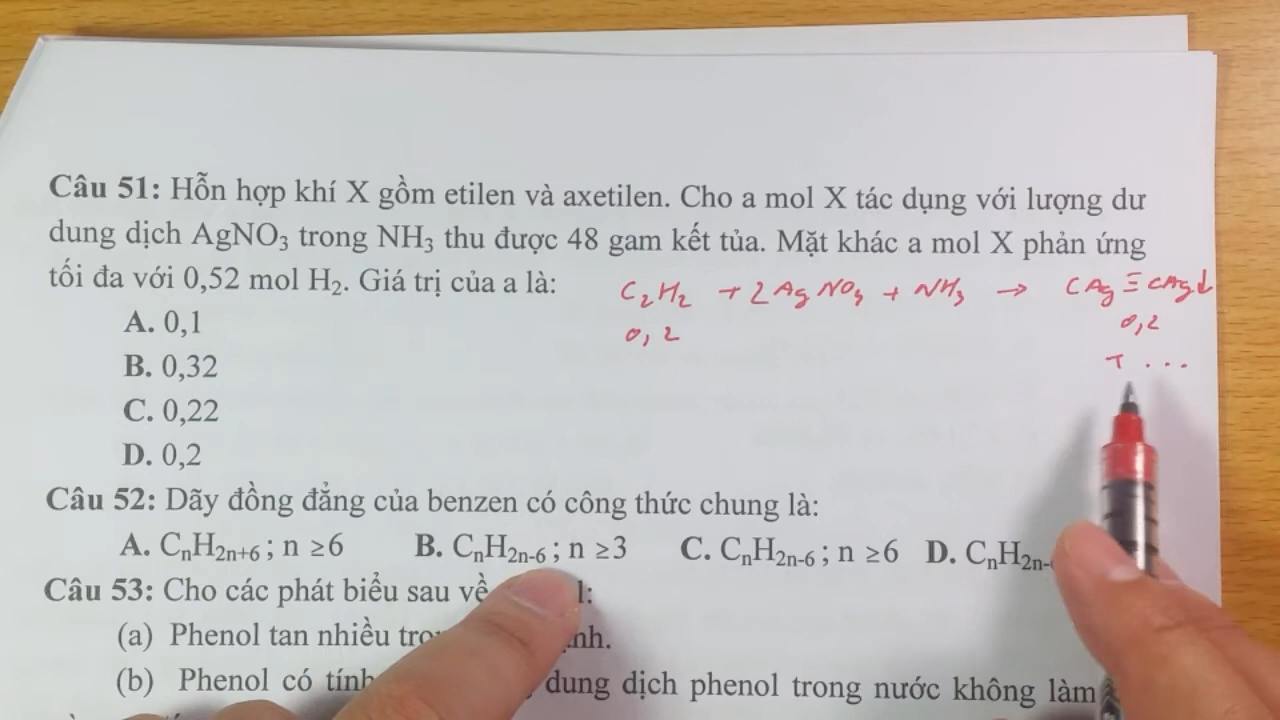 Câu 51: Hỗn hợp khí X gồm etilen và axetilen. Cho a mol X tác dụng với lượng dư
dung dịch AgNO₃ trong NH₃ thu được 48 gam kết tủa. Mặt khác a mol X phản ứng
tối đa với 0,52 mol H₂. Giá trị của a là:
C₂H₂ + 2AgNO₃ + NH₃ → CAg ≡ CAg↓
A. 0,1
0,2 0,2
B. 0,32
C. 0,22
D. 0,2
Câu 52: Dãy đồng đẳng của benzen có công thức chung là:
A. CₙH₂ₙ₊₆ ; n ≥6 B. CₙH₂ₙ₋₆ ; n ≥3 C. CₙH₂ₙ₋₆ ; n ≥6 D. CₙH₂ₙ₋
Câu 53: Cho các phát biểu sau về
(a) Phenol tan nhiều
(b) Phenol có tính dung dịch phenol trong nước không làm